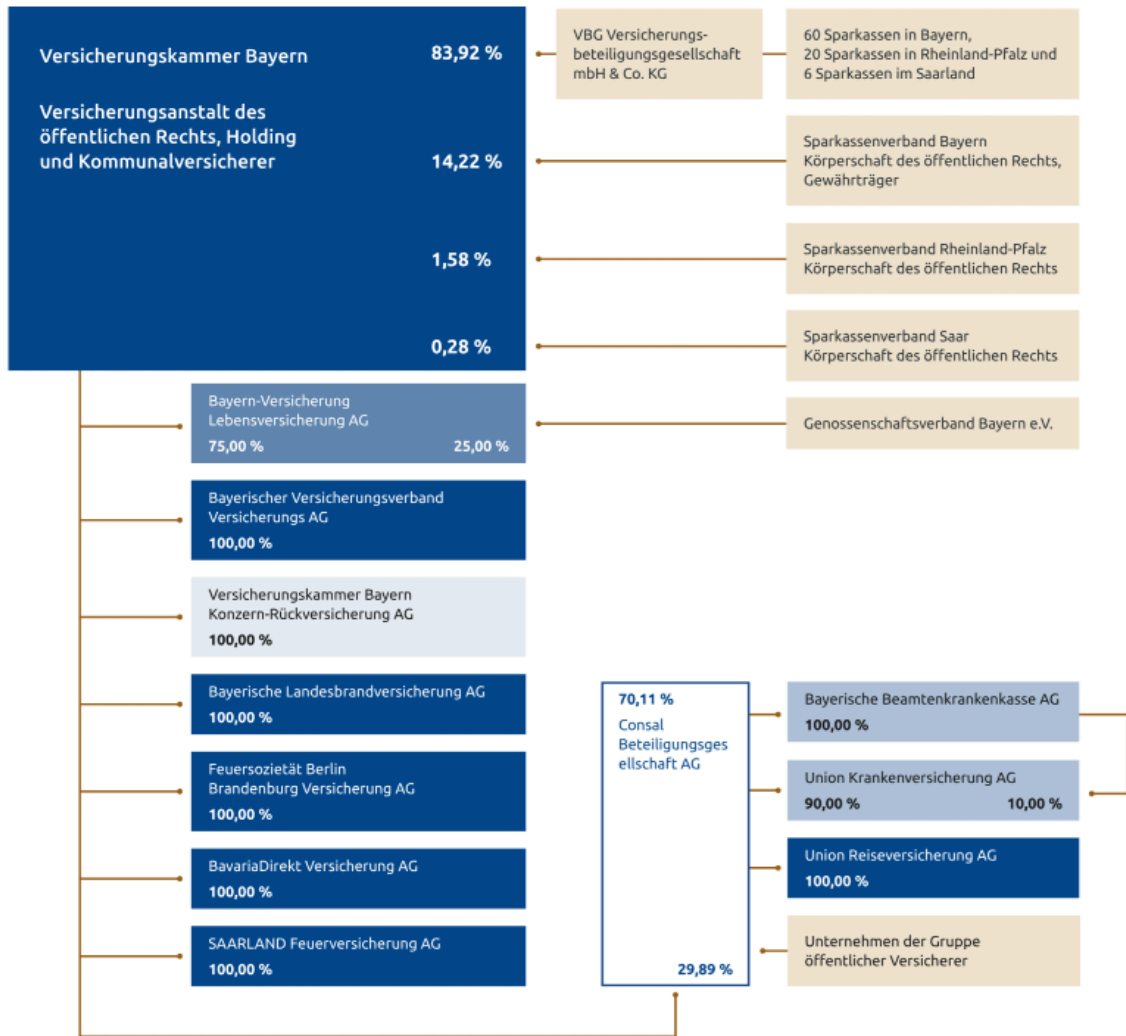 Versicherungskammer Bayern 83,92 %
Versicherungsanstalt des
öffentlichen Rechts, Holding
und Kommunalversicherer
14,22 %
1,58 %
0,28 %
VBG Versicherungs-
beteiligungsgesellschaft
mbH & Co. KG
60 Sparkassen in Bayern,
20 Sparkassen in Rheinland-Pfalz und
6 Sparkassen im Saarland
Sparkassenverband Bayern
Körperschaft des öffentlichen Rechts,
Gewährträger
Sparkassenverband Rheinland-Pfalz
Körperschaft des öffentlichen Rechts
Sparkassenverband Saar
Körperschaft des öffentlichen Rechts
Bayern-Versicherung
Lebensversicherung AG
75,00 % 25,00 %
Genossenschaftsverband Bayern e.V.
Bayerischer Versicherungsverband
Versicherungs AG
100,00 %
Versicherungskammer Bayern
Konzern-Rückversicherung AG
100,00 %
Bayerische Landesbrandversicherung AG
100,00 %
Feuersozietät Berlin
Brandenburg Versicherung AG
100,00 %
BavariaDirekt Versicherung AG
100,00 %
SAARLAND Feuerversicherung AG
100,00 %
70,11 %
Consal
Beteiligungsges
ellschaft AG
29,89 %
Bayerische Beamtenkrankenkasse AG
100,00 %
Union Krankenversicherung AG
90,00 % 10,00 %
Union Reiseversicherung AG
100,00 %
Unternehmen der Gruppe
öffentlicher Versicherer